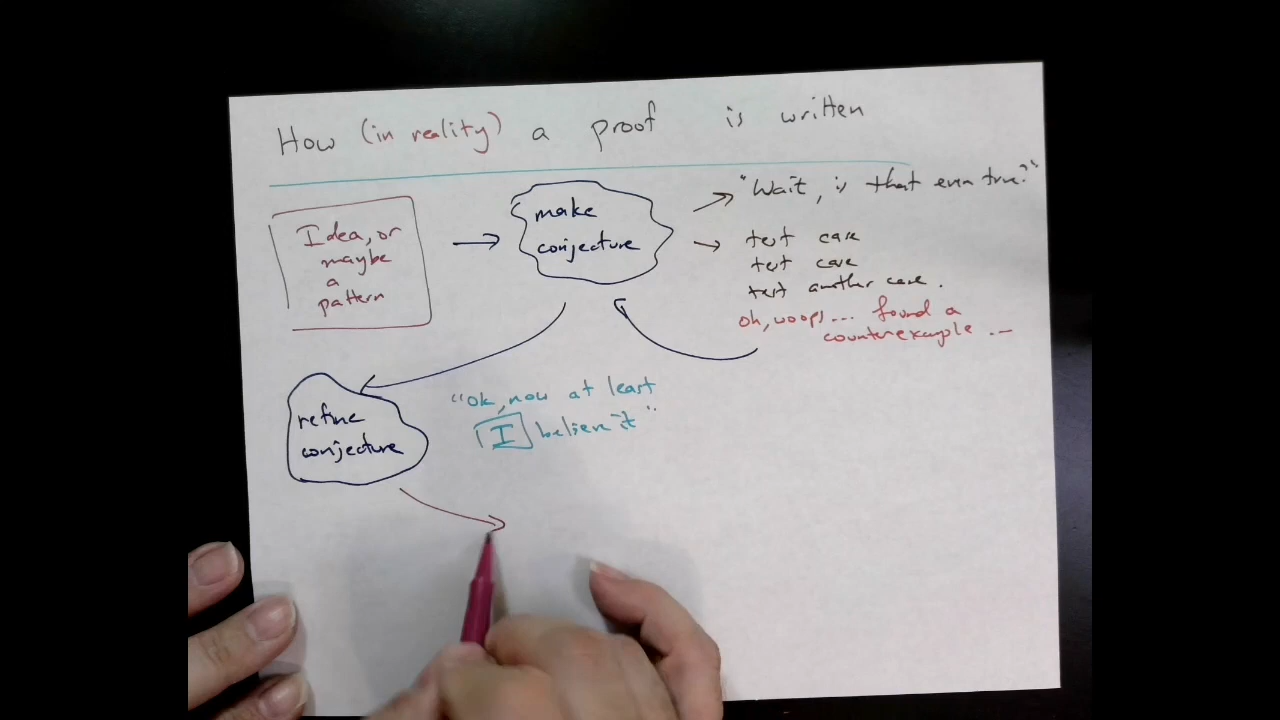 How (in reality) a proof is written
Idea, or
maybe
a
pattern
make
conjecture
"Wait, is that even true?"
test case
test case
test another case.
oh, woops... found a
counterexample...
refine
conjecture
"ok, now at least
I believe it"